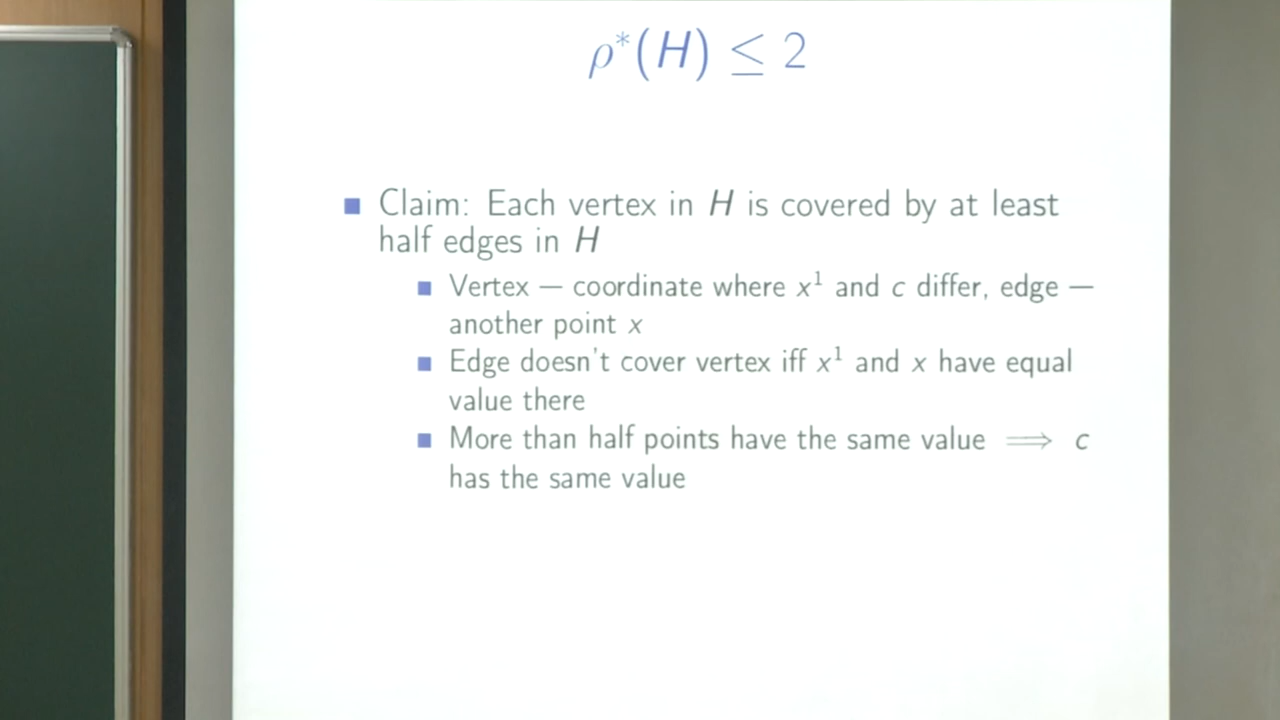 ρ*(H) ≤ 2
■ Claim: Each vertex in H is covered by at least
half edges in H
■ Vertex — coordinate where x¹ and c differ, edge —
another point x
■ Edge doesn't cover vertex iff x¹ and x have equal
value there
■ More than half points have the same value ⟹ c
has the same value